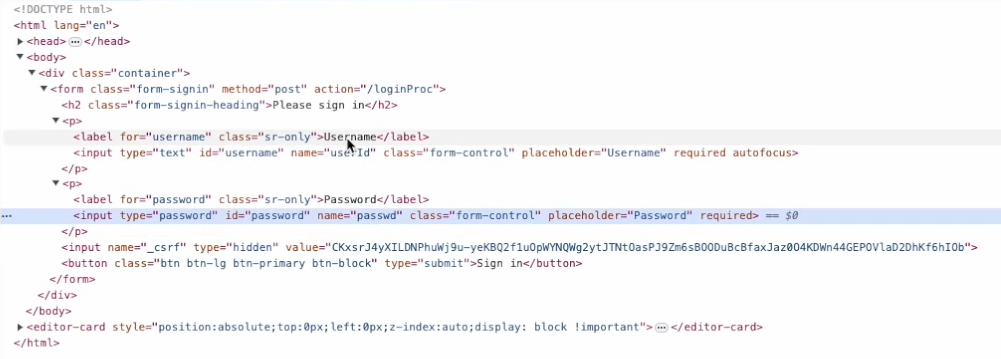 <!DOCTYPE html>
<html lang="en">
<head> ••• </head>
<body>
<div class="container">
<form class="form-signin" method="post" action="/loginProc">
<h2 class="form-signin-heading">Please sign in</h2>
<p>
<label for="username" class="sr-only">Username</label>
<input type="text" id="username" name="userId" class="form-control" placeholder="Username" required autofocus>
</p>
<p>
<label for="password" class="sr-only">Password</label>
••• <input type="password" id="password" name="passwd" class="form-control" placeholder="Password" required> == $0
</p>
<input name="_csrf" type="hidden" value="CKxsrJ4yXILDNPhuWj9u-yeKBQ2f1uOpWYNQWg2ytJTNtOasPJ9Zm6sBOODuBcBfaxJaz0O4KDWn44GEPOVlaD2DhKf6hIOb">
<button class="btn btn-lg btn-primary btn-block" type="submit">Sign in</button>
</form>
</div>
</body>
<editor-card style="position:absolute;top:0px;left:0px;z-index:auto;display: block !important"> ••• </editor-card>
</html>